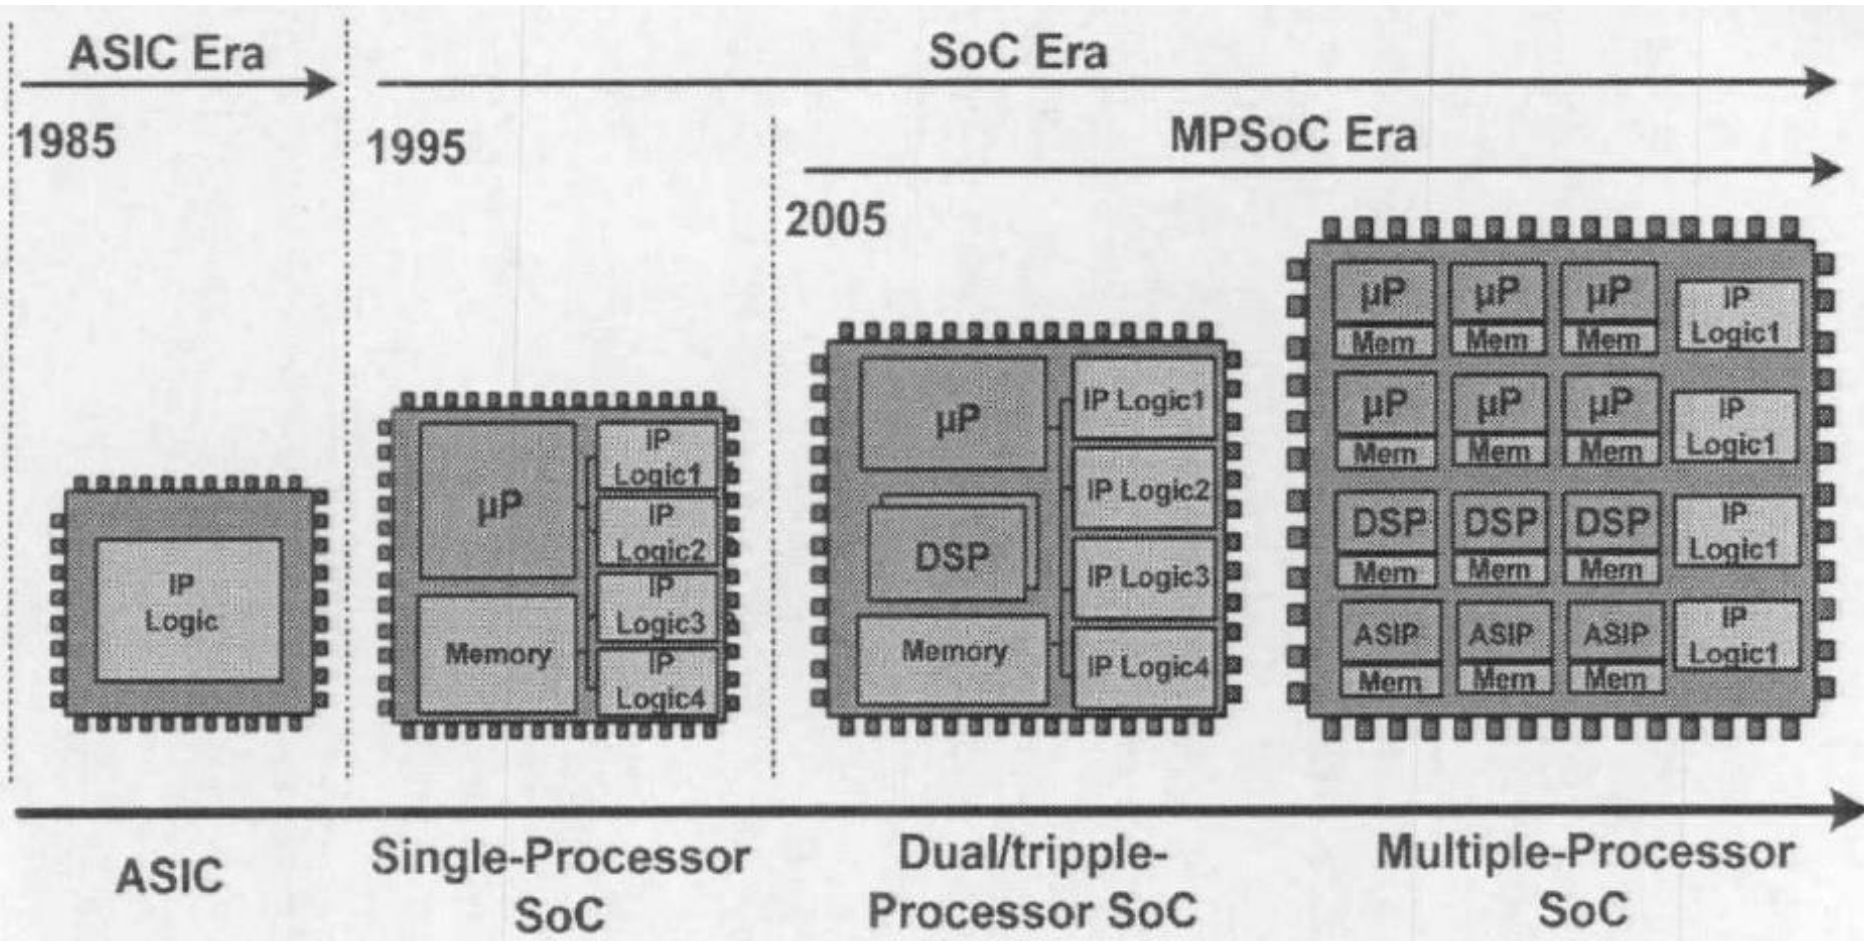 ASIC Era
SoC Era
1985
1995
MPSoC Era
2005
IP
Logic
µP
Memory
IP
Logic1
IP
Logic2
IP
Logic3
IP
Logic4
µP
DSP
Memory
IP Logic1
IP Logic2
IP Logic3
IP Logic4
µP µP µP
Mem Mem Mem
IP
Logic1
µP µP µP
Mem Mem Mem
IP
Logic1
DSP DSP DSP
Mem Mem Mem
IP
Logic1
ASIP ASIP ASIP
Mem Mem Mem
IP
Logic1
ASIC
Single-Processor
SoC
Dual/tripple-
Processor SoC
Multiple-Processor
SoC